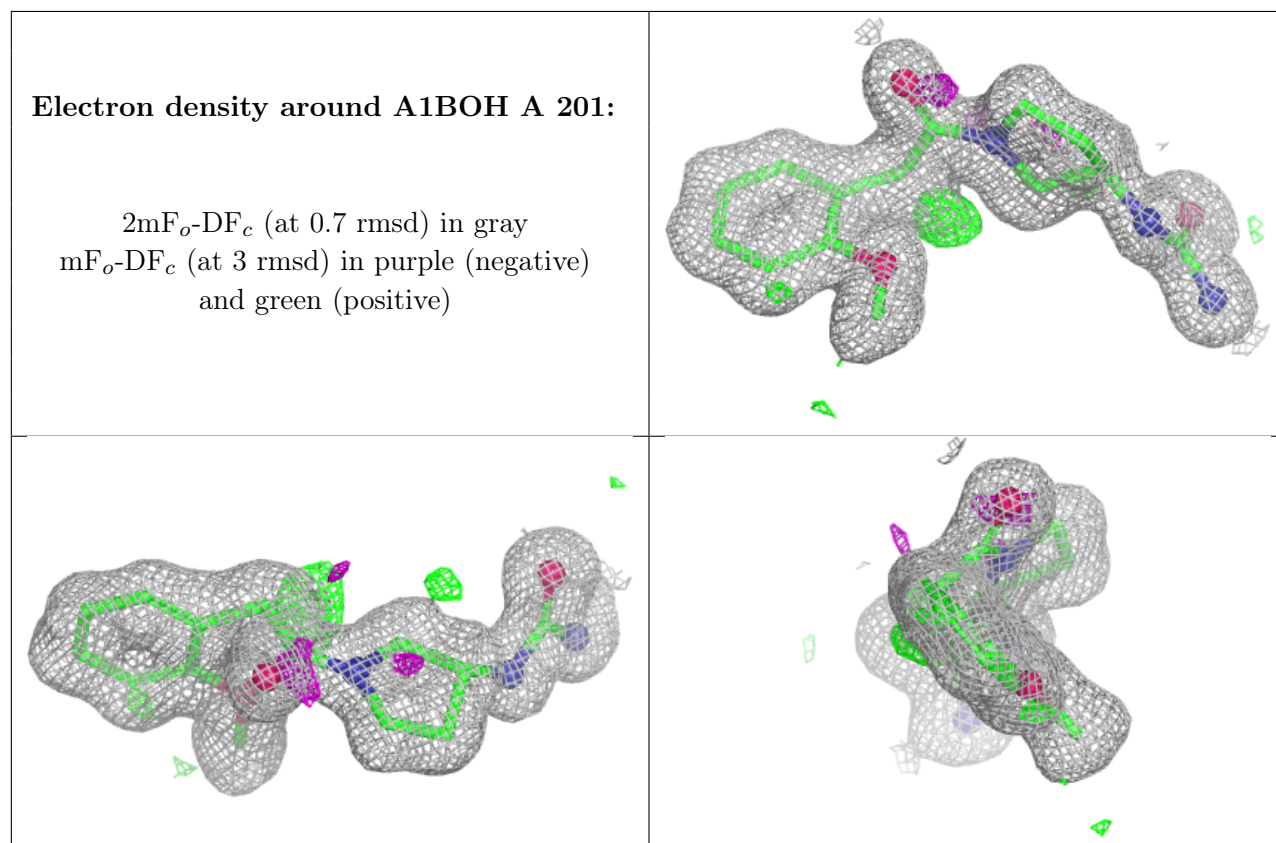 Electron density around A1BOH A 201:
2mFo-DFc (at 0.7 rmsd) in gray
mFo-DFc (at 3 rmsd) in purple (negative)
and green (positive)